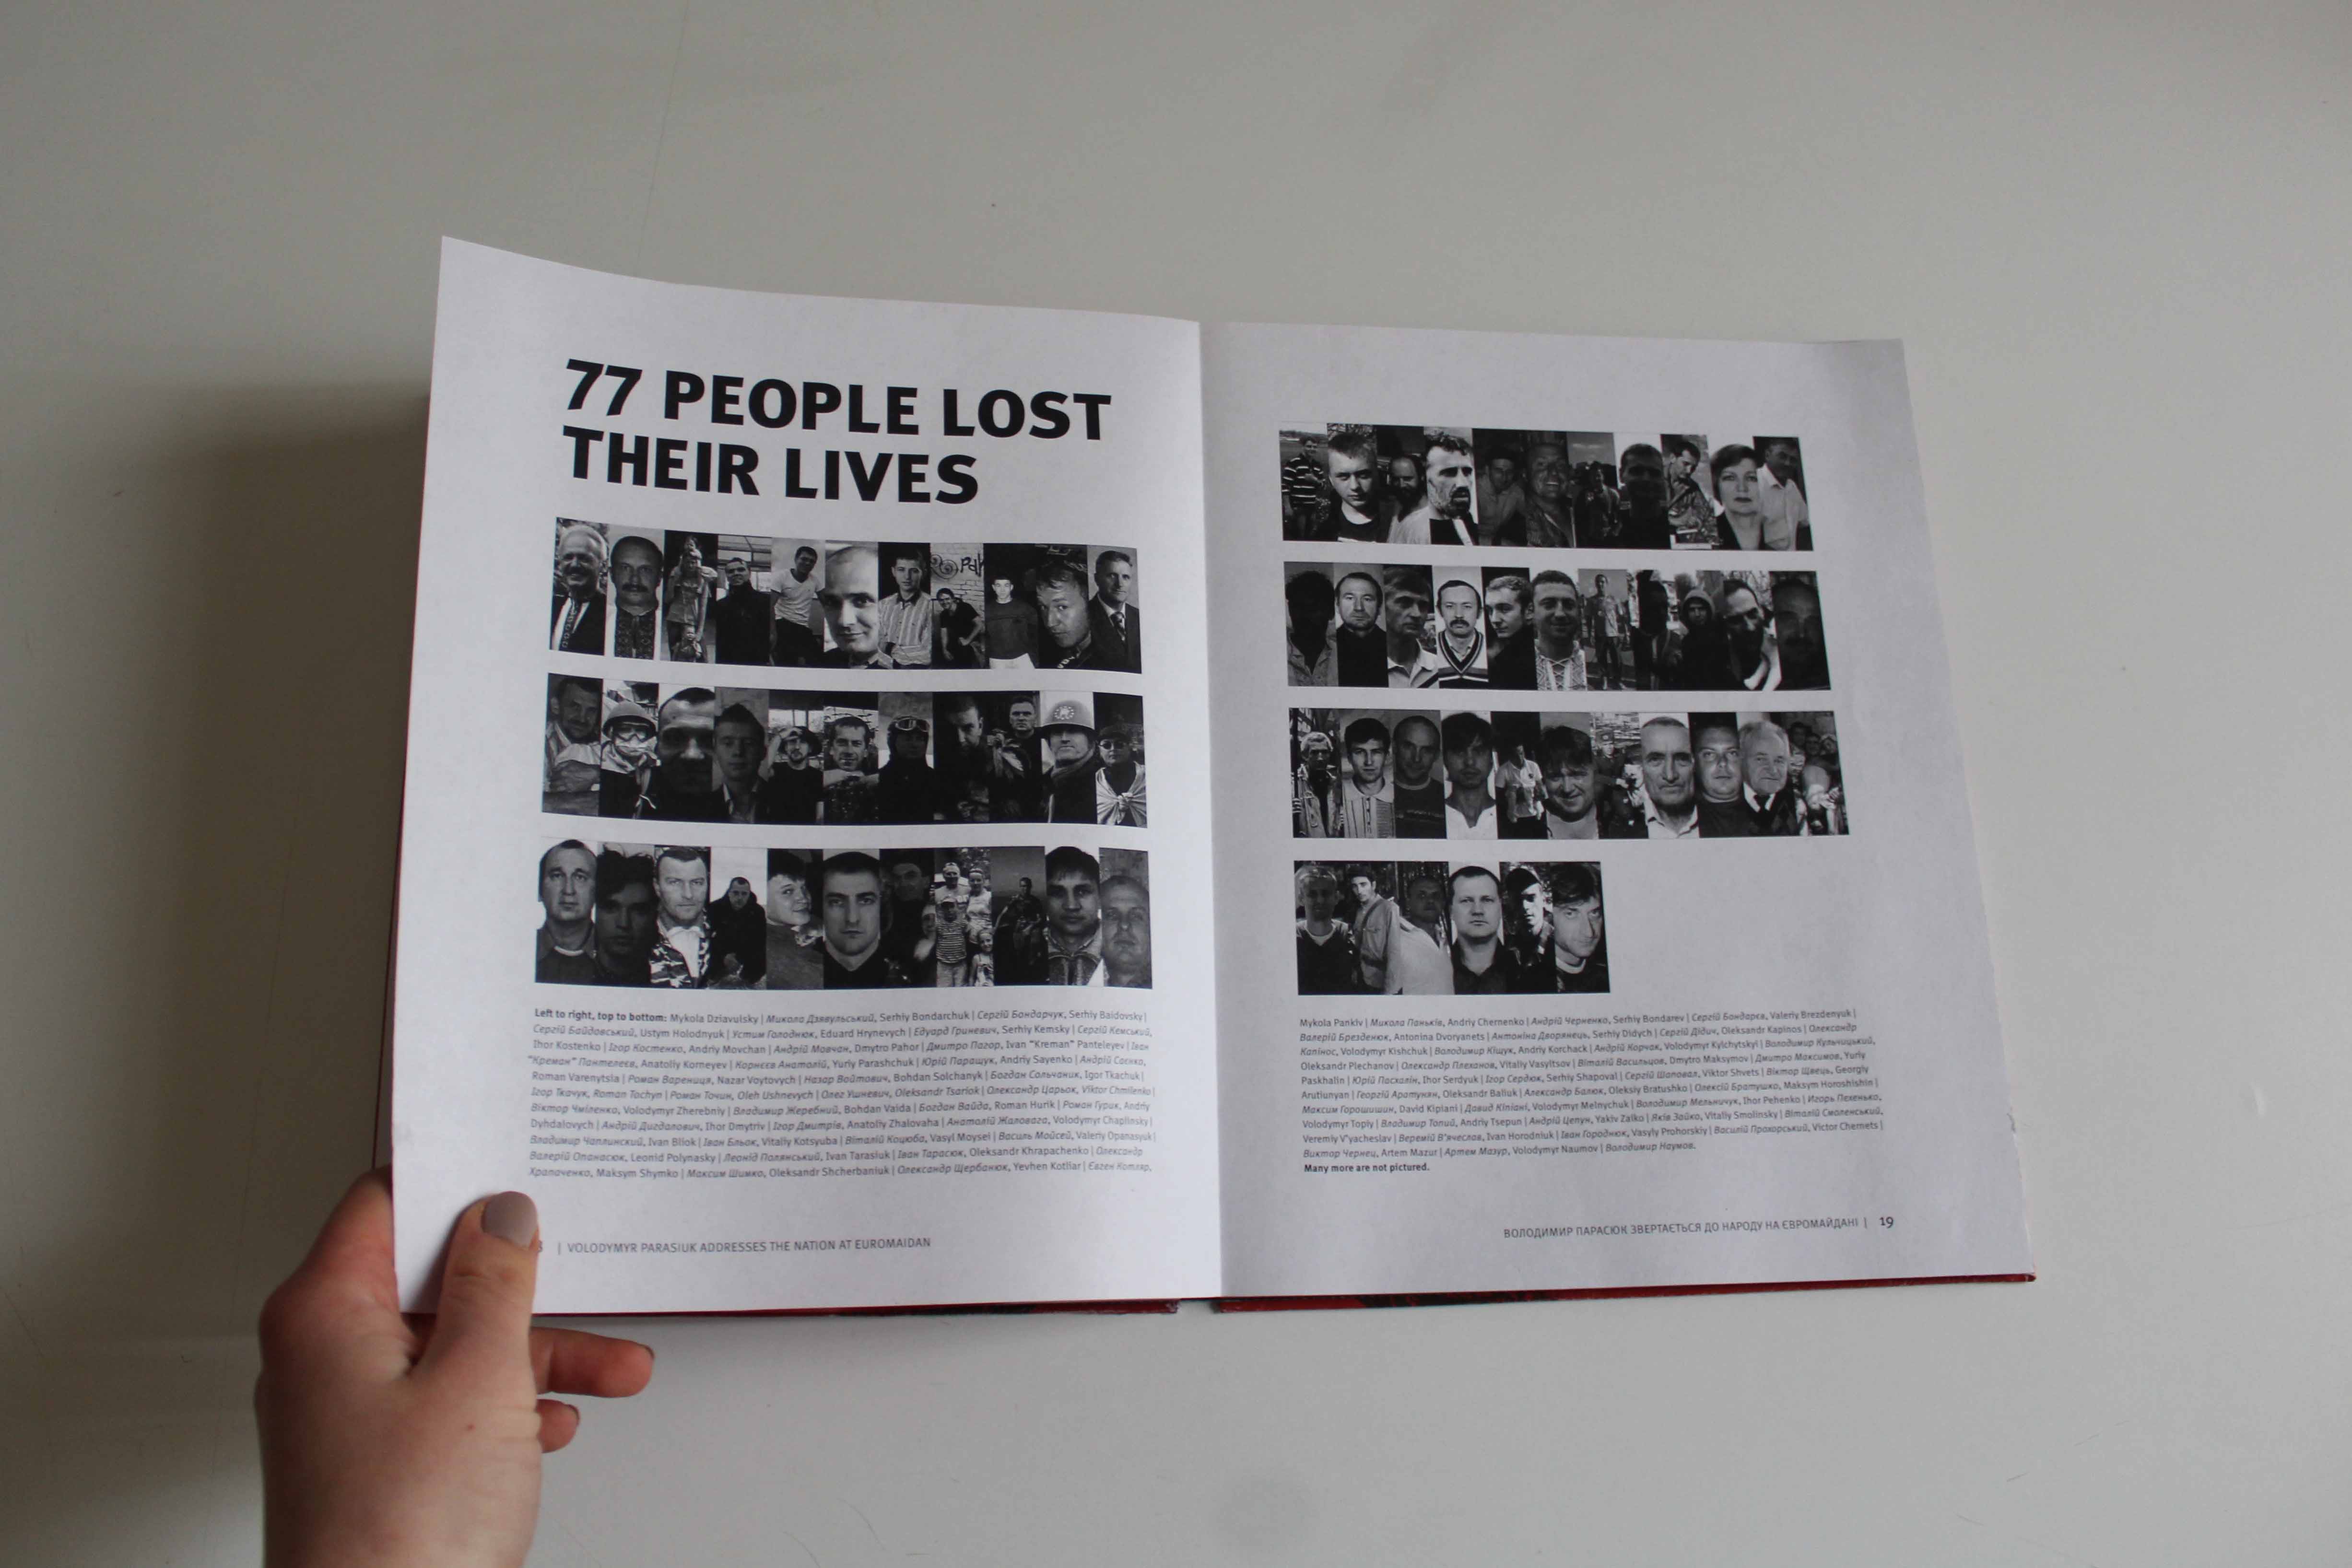 77 PEOPLE LOST
THEIR LIVES
Left to right, top to bottom: Mykola Dziavulsky | Микола Дзявульський, Serhiy Bondarchuk | Сергій Бондарчук, Serhiy Baidovsky |
Сергій Байдовський, Ustym Holodnyuk | Устим Голоднюк, Eduard Hrynevych | Едуард Гриневич, Serhiy Kemsky | Сергій Кемський,
Ihor Kostenko | Ігор Костенко, Andriy Movchan | Андрій Мовчан, Dmytro Pahor | Дмитро Пагор, Ivan "Kreman" Panteleyev | Іван
"Креман" Пантелеев, Anatoliy Korneyev | Корнєєв Анатолій, Yuriy Parashchuk | Юрій Паращук, Andriy Sayenko | Андрій Саєнко,
Roman Varenytsia | Роман Варениця, Nazar Voytovych | Назар Войтович, Bohdan Solchanyk | Богдан Сольчаник, Igor Tkachuk |
Ігор Ткачук, Roman Tochyn | Роман Точин, Oleh Ushnevych | Олег Ушневич, Oleksandr Tsariok | Олександр Царьок, Viktor Chmilenko |
Віктор Чміленко, Volodymyr Zherebniy | Владимир Жеребний, Bohdan Vaida | Богдан Вайда, Roman Hurik | Роман Гурик, Andriy
Dyhdalovych | Андрій Дигдалович, Ihor Dmytriv | Ігор Дмитрів, Anatoliy Zhalovaha | Анатолій Жаловага, Volodymyr Chaplinsky |
Владимир Чаплинский, Ivan Bliok | Іван Бльок, Vitaliy Kotsyuba | Віталій Коцюба, Vasyl Moysei | Василь Мойсей, Valeriy Opanasyuk |
Валерій Опанасюк, Leonid Polynasky | Леонід Полянський, Ivan Tarasiuk | Іван Тарасюк, Oleksandr Khrapachenko | Олександр
Храпаченко, Maksym Shymko | Максим Шимко, Oleksandr Shcherbaniuk | Олександр Щербанюк, Yevhen Kotliar | Євген Котляр,
| VOLODYMYR PARASIUK ADDRESSES THE NATION AT EUROMAIDAN
Mykola Pankiv | Микола Паньків, Andriy Chernenko | Андрій Черненко, Serhiy Bondarev | Сергій Бондарєв, Valeriy Brezdenyuk |
Валерій Брезденюк, Antonina Dvoryanets | Антоніна Дворянець, Serhiy Didych | Сергій Дідич, Oleksandr Kapinos | Олександр
Капінос, Volodymyr Kishchuk | Володимир Кіщук, Andriy Korchack | Андрій Корчак, Volodymyr Kylchytskyi | Володимир Кульчицький,
Oleksandr Plechanov | Олександр Плеханов, Vitaliy Vasyltsov | Віталій Васильцов, Dmytro Maksymov | Дмитро Максимов, Yuriy
Paskhalin | Юрій Пасхалін, Ihor Serdyuk | Ігор Сердюк, Serhiy Shapoval | Сергій Шаповал, Viktor Shvets | Віктор Швець, Georgiy
Arutiunyan | Георгій Арутунян, Oleksandr Baliuk | Александр Балюк, Oleksiy Bratushko | Олексій Братушко, Maksym Horoshishin |
Максим Горошишин, David Kipiani | Давид Кіпіані, Volodymyr Melnychuk | Володимир Мельничук, Ihor Pehenko | Игорь Пехенько,
Volodymyr Topiy | Владимир Топий, Andriy Tsepun | Андрій Цепун, Yakiv Zaiko | Яків Зайко, Vitaliy Smolinsky | Віталій Смоленський,
Veremiy V'yacheslav | Веремій В'ячеслав, Ivan Horodniuk | Іван Городнюк, Vasyly Prohorskiy | Василій Прохорський, Victor Chernets |
Виктор Чернец, Artem Mazur | Артем Мазур, Volodymyr Naumov | Володимир Наумов.
Many more are not pictured.
ВОЛОДИМИР ПАРАСЮК ЗВЕРТАЄТЬСЯ ДО НАРОДУ НА ЄВРОМАЙДАНІ | 19